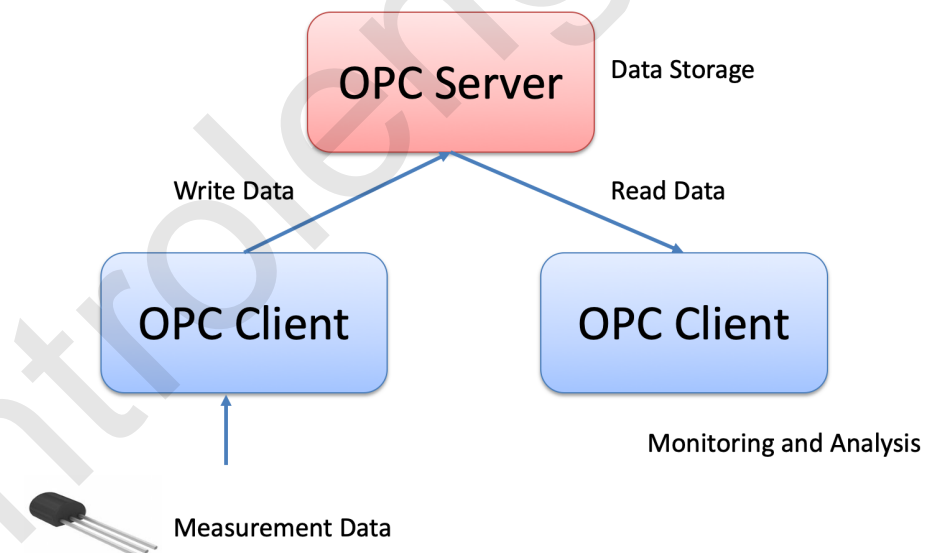 OPC Server
Data Storage
Write Data
Read Data
OPC Client
OPC Client
Monitoring and Analysis
Measurement Data